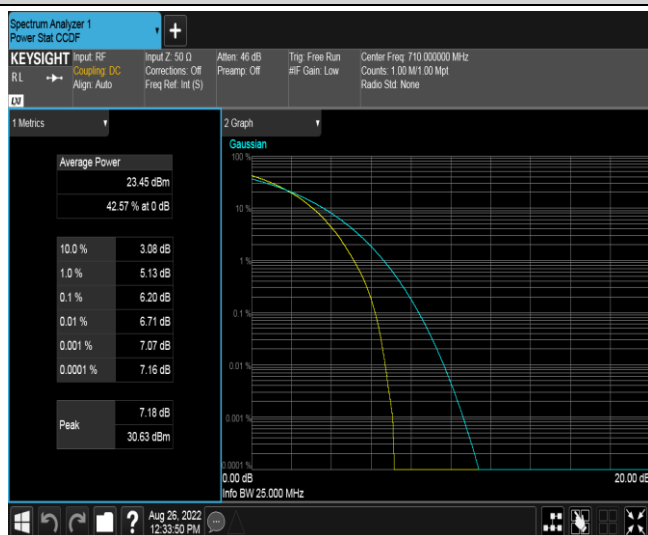 Spectrum Analyzer 1
Power Stat CCDF
KEYSIGHT
RL
LXI
Input: RF
Coupling: DC
Align: Auto
Input Z: 50 Ω
Corrections: Off
Freq Ref: Int (S)
Atten: 46 dB
Preamp: Off
Trig: Free Run
#IF Gain: Low
Center Freq: 710.000000 MHz
Counts: 1.00 M/1.00 Mpt
Radio Std: None
1 Metrics
Average Power
23.45 dBm
42.57 % at 0 dB
10.0 % 3.08 dB
1.0 % 5.13 dB
0.1 % 6.20 dB
0.01 % 6.71 dB
0.001 % 7.07 dB
0.0001 % 7.16 dB
Peak
7.18 dB
30.63 dBm
2 Graph
Gaussian
100 %
10 %
1 %
0.1 %
0.01 %
0.001 %
0.0001 %
0.00 dB 20.00 dB
Info BW 25.000 MHz
?
Aug 26, 2022
12:33:50 PM